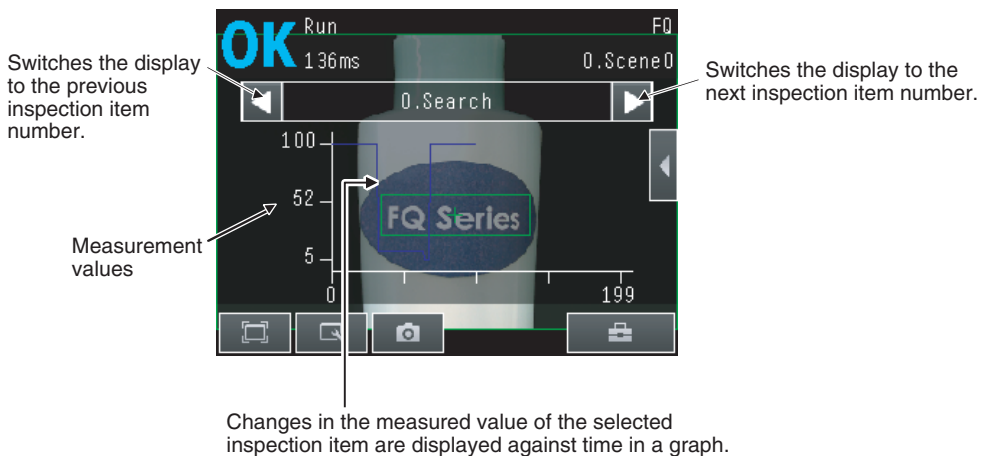 OK
Run
FQ
136ms
0.Scene0
Switches the display
to the previous
inspection item
number.
Switches the display to the
next inspection item number.
0.Search
100
52
5
FQ Series
Measurement
values
0
199
Changes in the measured value of the selected
inspection item are displayed against time in a graph.